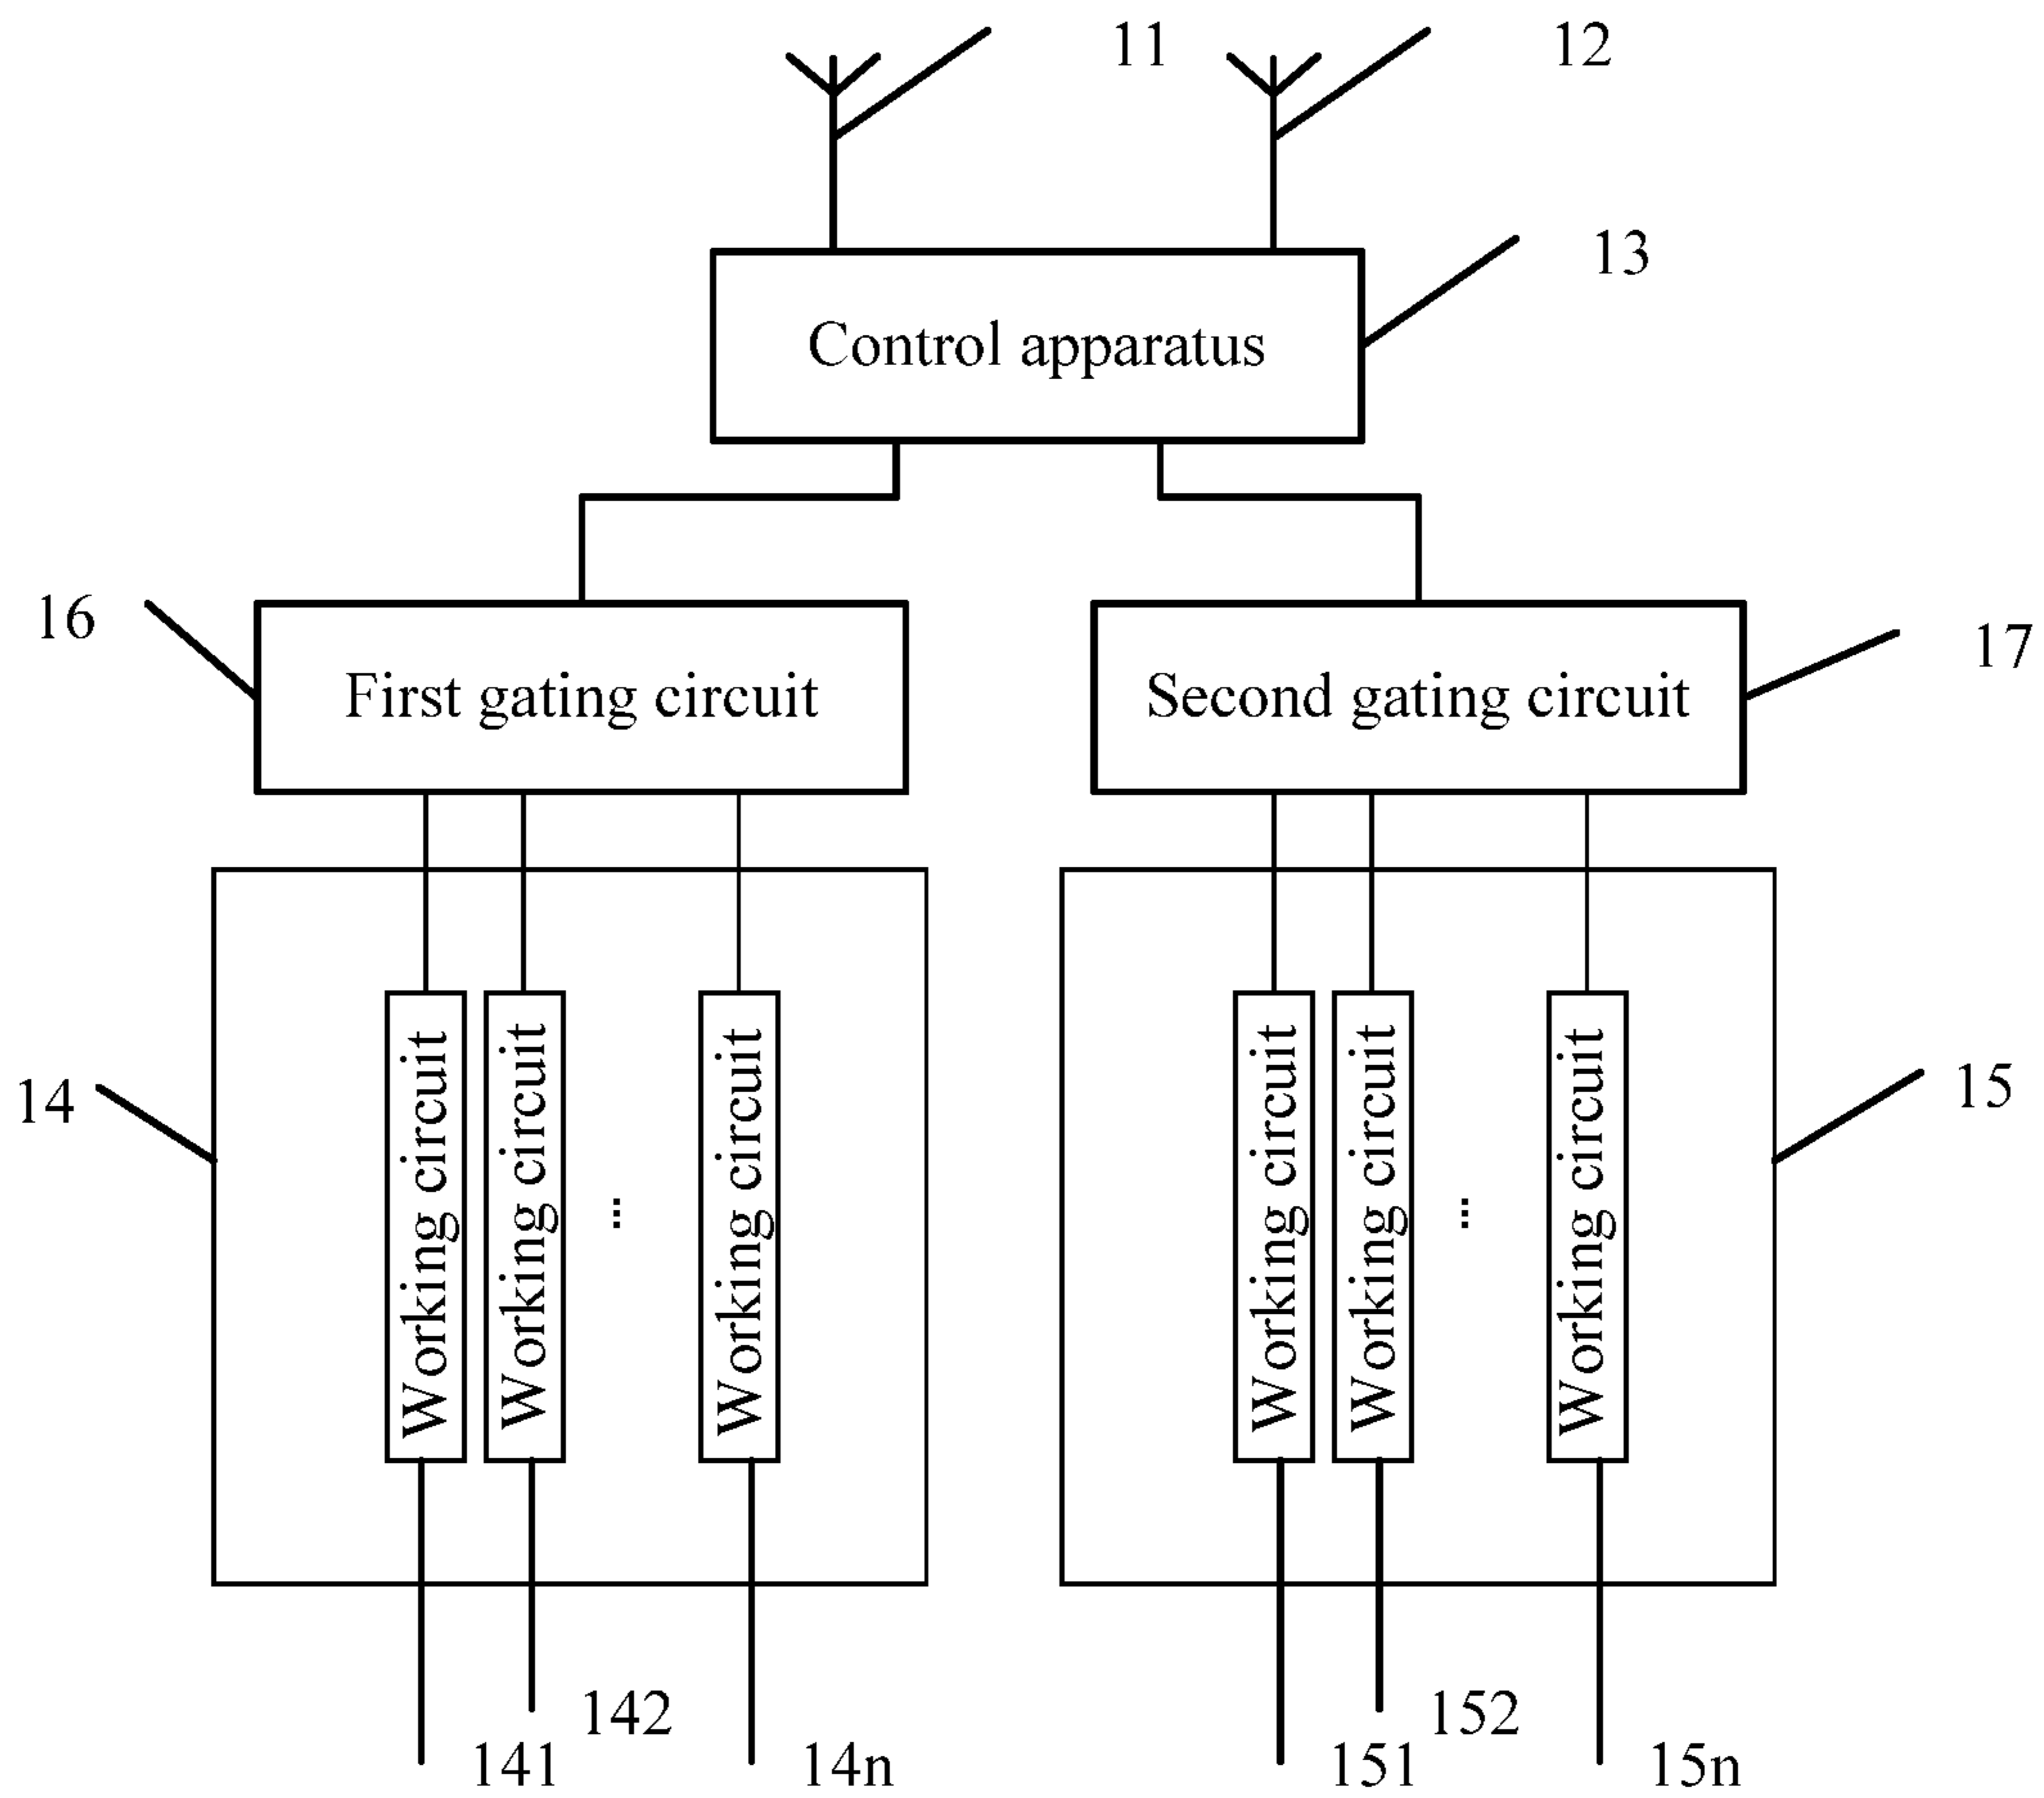 11
12
13
Control apparatus
16
First gating circuit
Second gating circuit
17
14
Working circuit
Working circuit
...
Working circuit
Working circuit
Working circuit
...
Working circuit
15
142
152
141
14n
151
15n